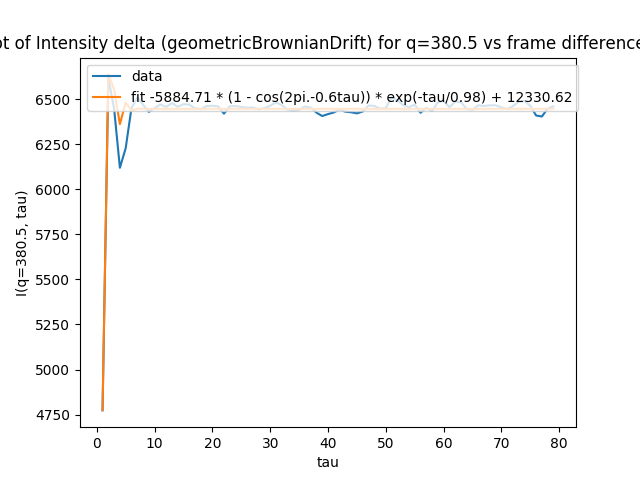 ot of Intensity delta (geometricBrownianDrift) for q=380.5 vs frame difference
data
fit -5884.71 * (1 - cos(2pi.-0.6tau)) * exp(-tau/0.98) + 12330.62
6500
6250
6000
5750
5500
5250
5000
4750
I(q=380.5, tau)
0 10 20 30 40 50 60 70 80
tau